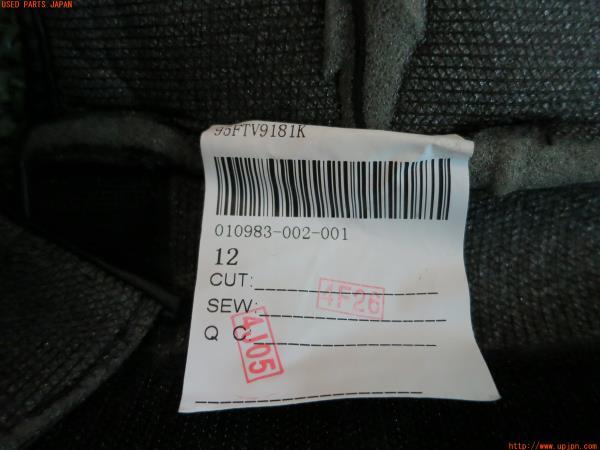 USED PARTS JAPAN
95FTV9181K
010983-002-001
12
CUT:
4F26
SEW:
Q C:
4J05
http://www.upjpn.com/